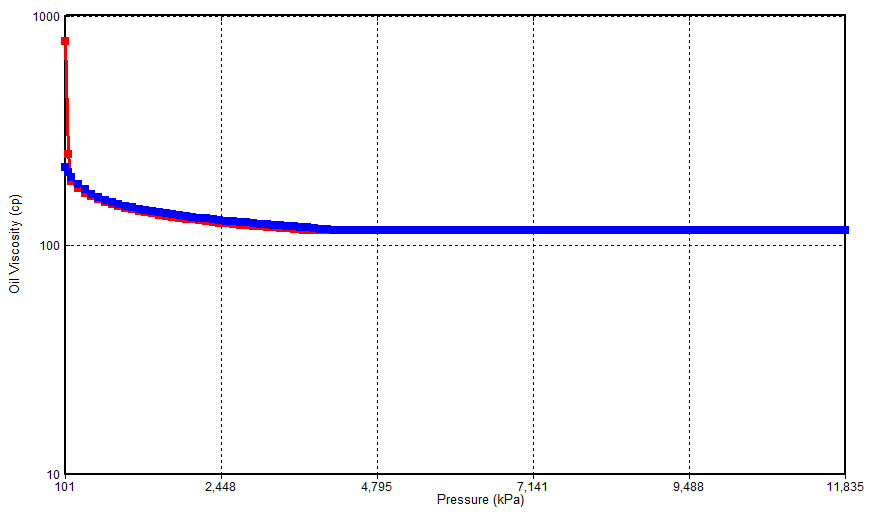 1000
100
10
Oil Viscosity (cp)
101 2,448 4,795 7,141 9,488 11,835
Pressure (kPa)